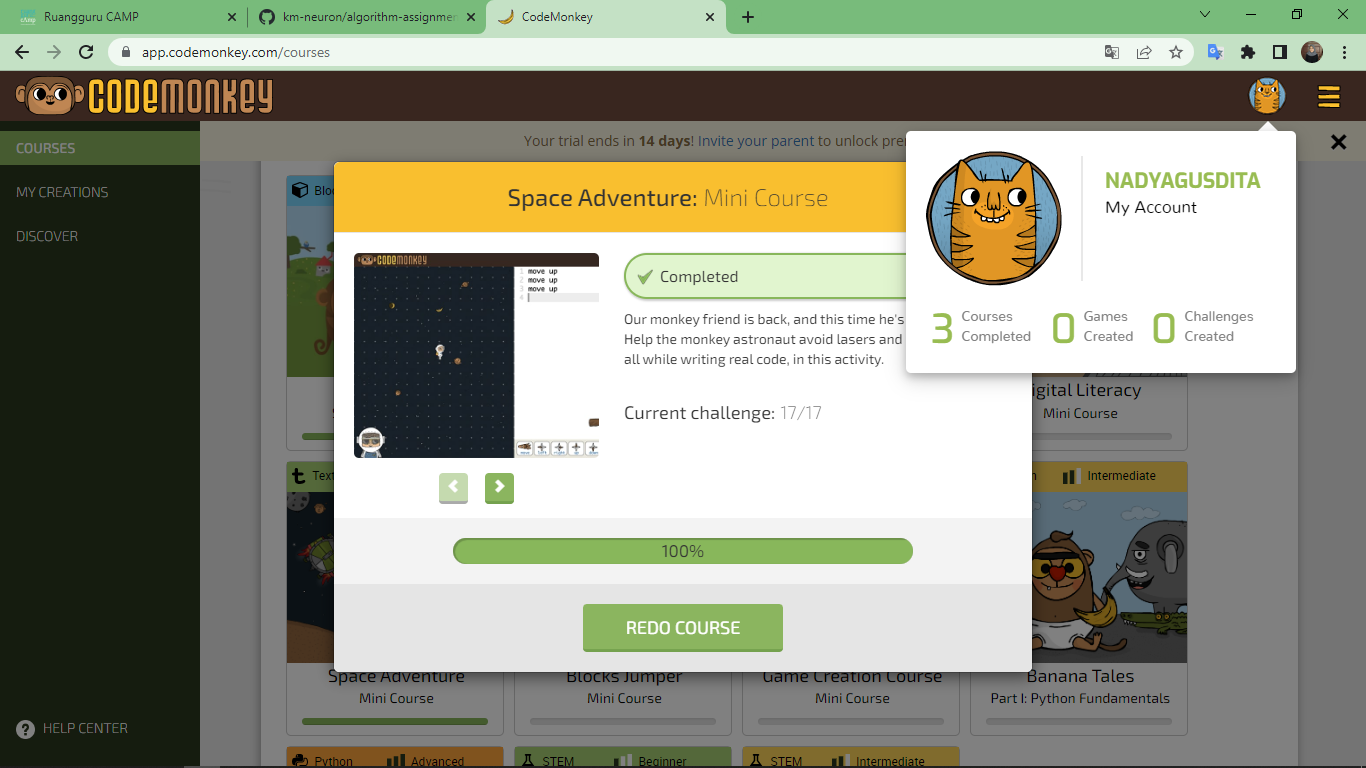 Ruangguru CAMP
km-neuron/algorithm-assignmen
CodeMonkey
app.codemonkey.com/courses
CODEMONKEY
COURSES
MY CREATIONS
DISCOVER
HELP CENTER
Your trial ends in 14 days! Invite your parent to unlock pre
NADYAGUSDITA
My Account
3 Courses Completed
0 Games Created
0 Challenges Created
Space Adventure: Mini Course
CODEMONKEY
1 move up
2 move up
3 move up
4
Completed
Our monkey friend is back, and this time he's
Help the monkey astronaut avoid lasers and
all while writing real code, in this activity.
Current challenge: 17/17
100%
REDO COURSE
Bloc
S
igital Literacy
Mini Course
Text
Intermediate
Space Adventure
Mini Course
Blocks Jumper
Mini Course
Game Creation Course
Mini Course
Banana Tales
Part I: Python Fundamentals
Python
Advanced
STEM
Beginner
STEM
Intermediate